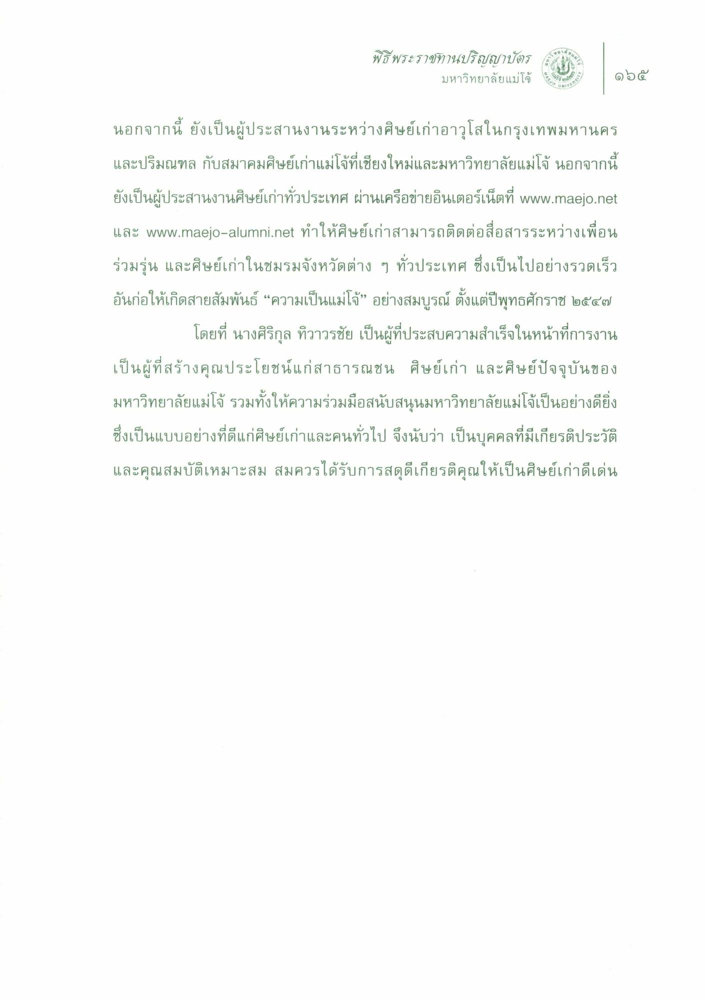 พิธีพระราชทานปริญญาบัตร
มหาวิทยาลัยแม่โจ้
มหาวิทยาลัยแม่โจ้
แม่โจ้ ๒๔๗๗
MAEJO UNIVERSITY
๑๖๕
นอกจากนี้ ยังเป็นผู้ประสานงานระหว่างศิษย์เก่าอาวุโสในกรุงเทพมหานคร
และปริมณฑล กับสมาคมศิษย์เก่าแม่โจ้ที่เชียงใหม่และมหาวิทยาลัยแม่โจ้ นอกจากนี้
ยังเป็นผู้ประสานงานศิษย์เก่าทั่วประเทศ ผ่านเครือข่ายอินเตอร์เน็ตที่ www.maejo.net
และ www.maejo-alumni.net ทำให้ศิษย์เก่าสามารถติดต่อสื่อสารระหว่างเพื่อน
ร่วมรุ่น และศิษย์เก่าในชมรมจังหวัดต่าง ๆ ทั่วประเทศ ซึ่งเป็นไปอย่างรวดเร็ว
อันก่อให้เกิดสายสัมพันธ์ “ความเป็นแม่โจ้” อย่างสมบูรณ์ ตั้งแต่ปีพุทธศักราช ๒๕๔๗
โดยที่ นางศิริกุล ทิวาวรชัย เป็นผู้ที่ประสบความสำเร็จในหน้าที่การงาน
เป็นผู้ที่สร้างคุณประโยชน์แก่สาธารณชน ศิษย์เก่า และศิษย์ปัจจุบันของ
มหาวิทยาลัยแม่โจ้ รวมทั้งให้ความร่วมมือสนับสนุนมหาวิทยาลัยแม่โจ้เป็นอย่างดียิ่ง
ซึ่งเป็นแบบอย่างที่ดีแก่ศิษย์เก่าและคนทั่วไป จึงนับว่า เป็นบุคคลที่มีเกียรติประวัติ
และคุณสมบัติเหมาะสม สมควรได้รับการสดุดีเกียรติคุณให้เป็นศิษย์เก่าดีเด่น